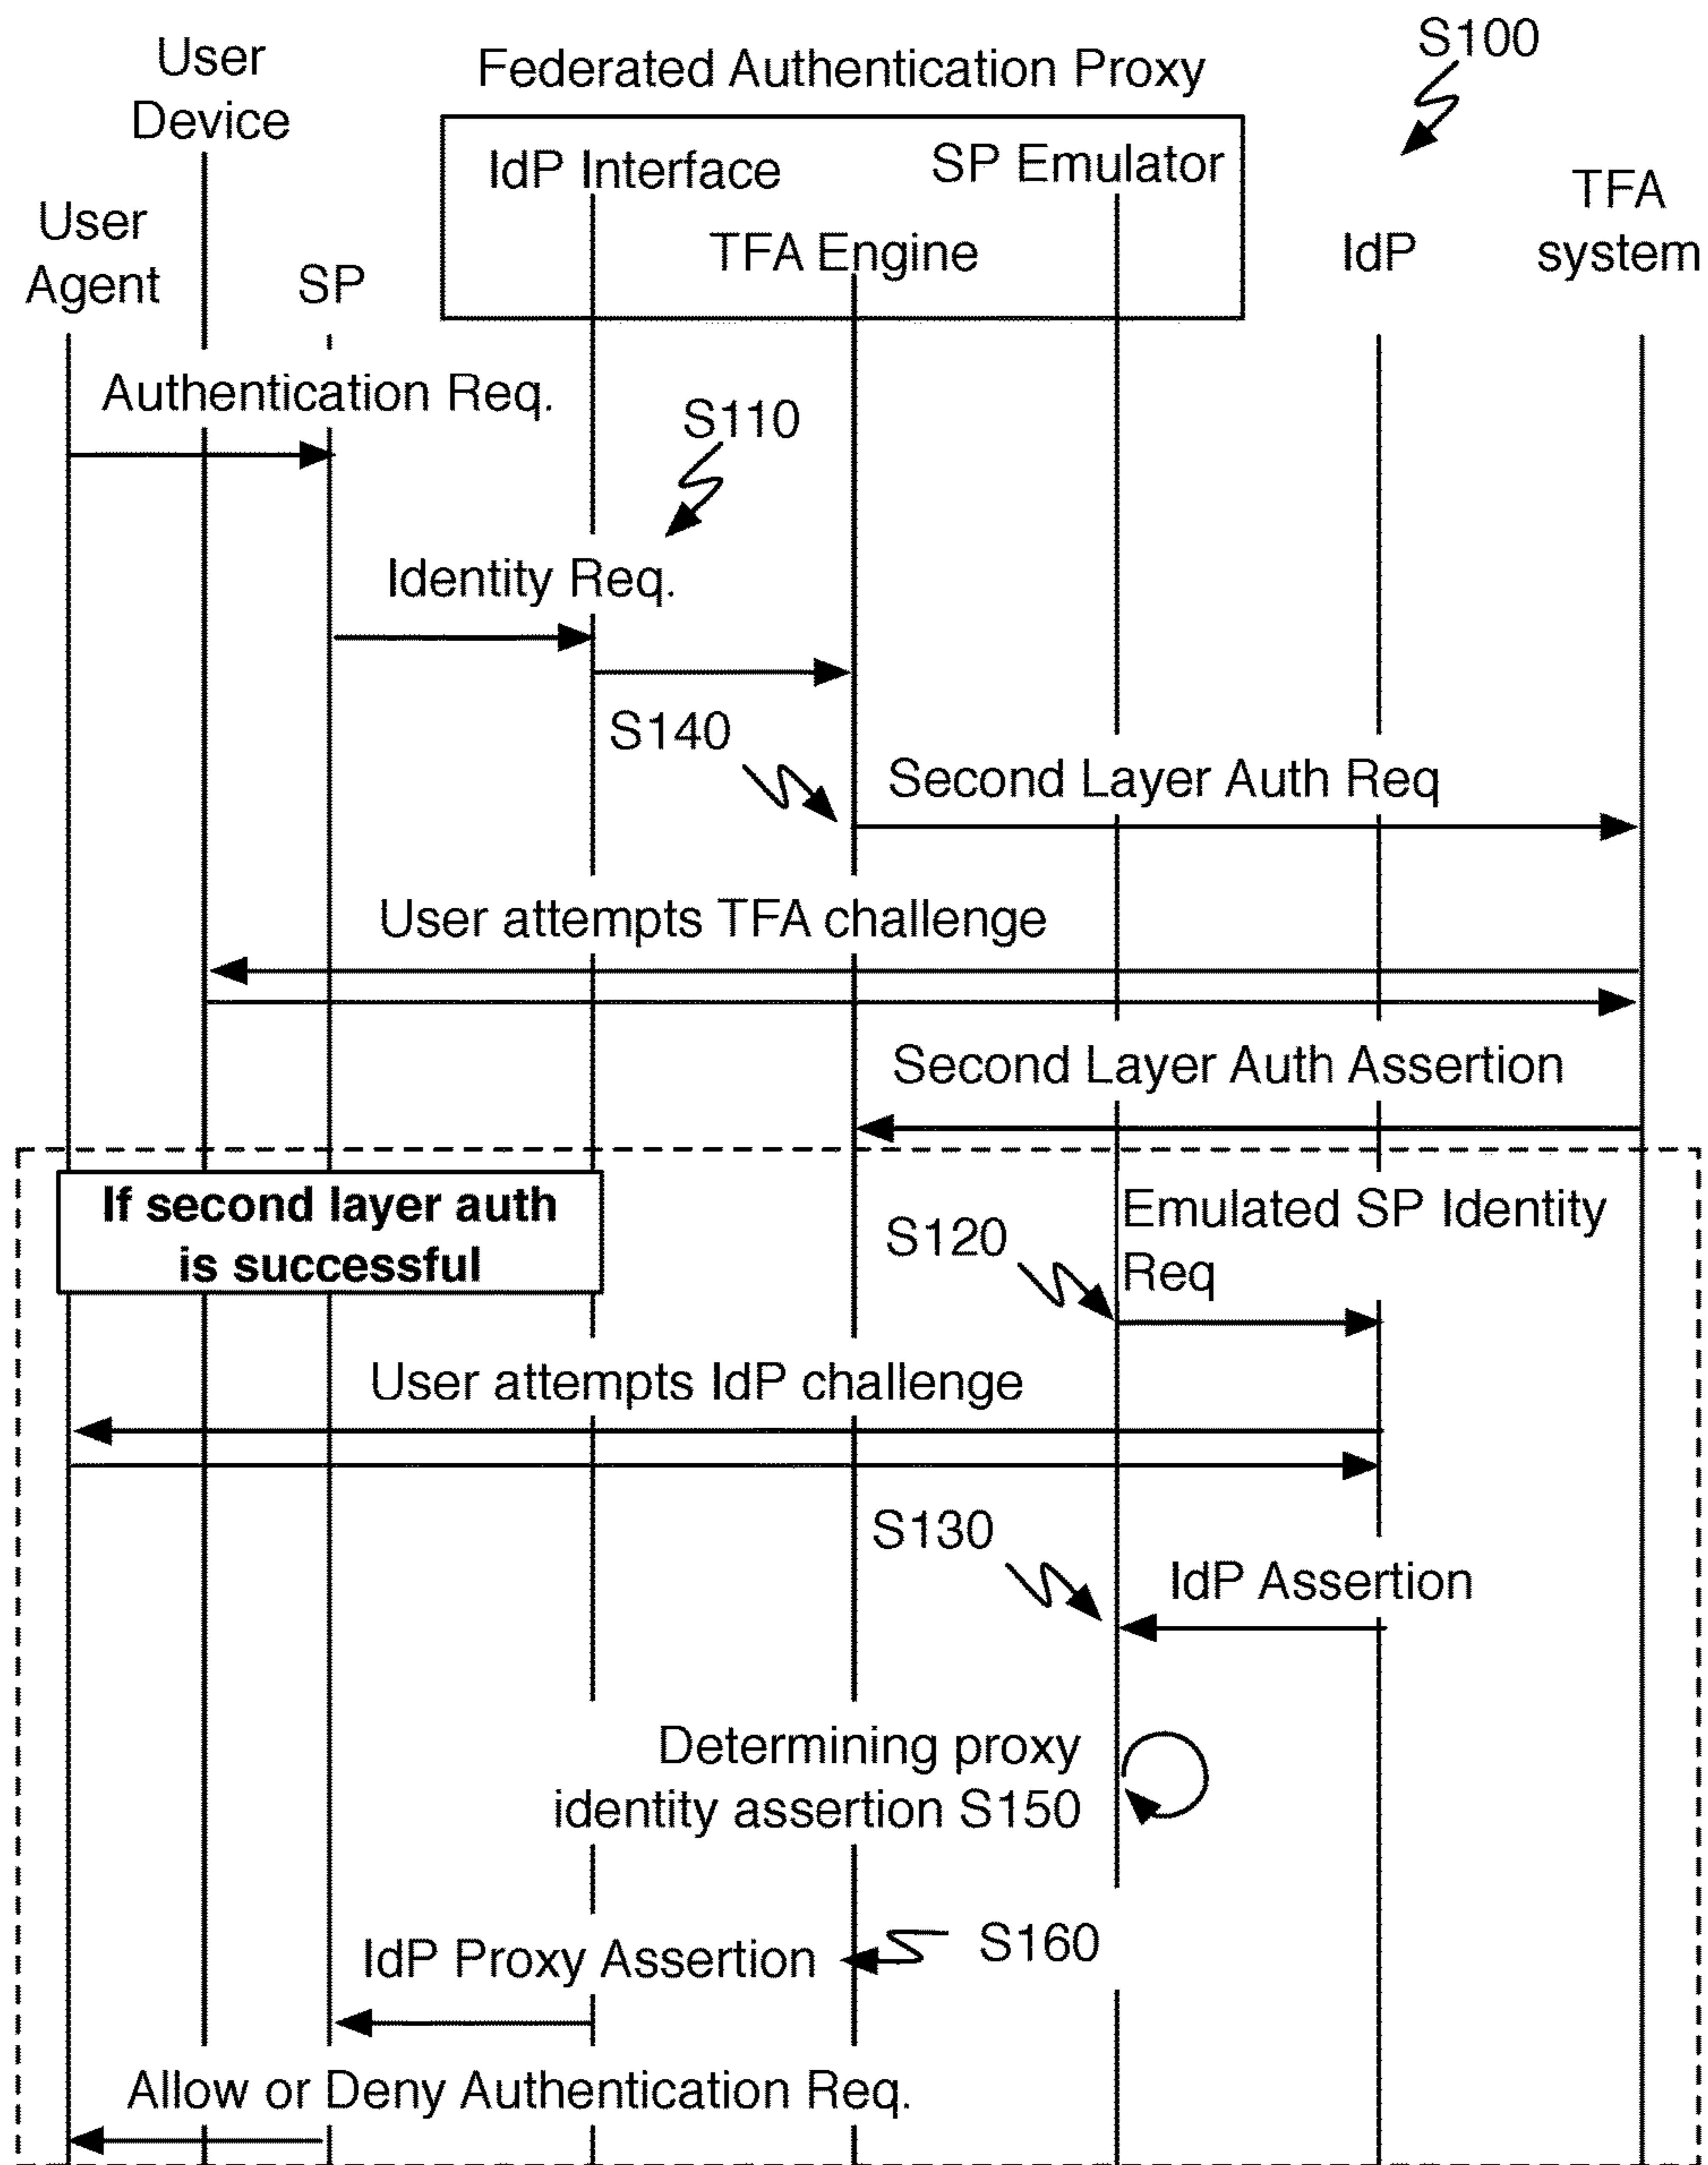 S100
User
Device
Federated Authentication Proxy
IdP Interface
SP Emulator
TFA
system
User
Agent
SP
TFA Engine
IdP
Authentication Req.
S110
Identity Req.
S140
Second Layer Auth Req
User attempts TFA challenge
Second Layer Auth Assertion
If second layer auth
is successful
S120
Emulated SP Identity
Req
User attempts IdP challenge
S130
IdP Assertion
Determining proxy
identity assertion S150
IdP Proxy Assertion
S160
Allow or Deny Authentication Req.